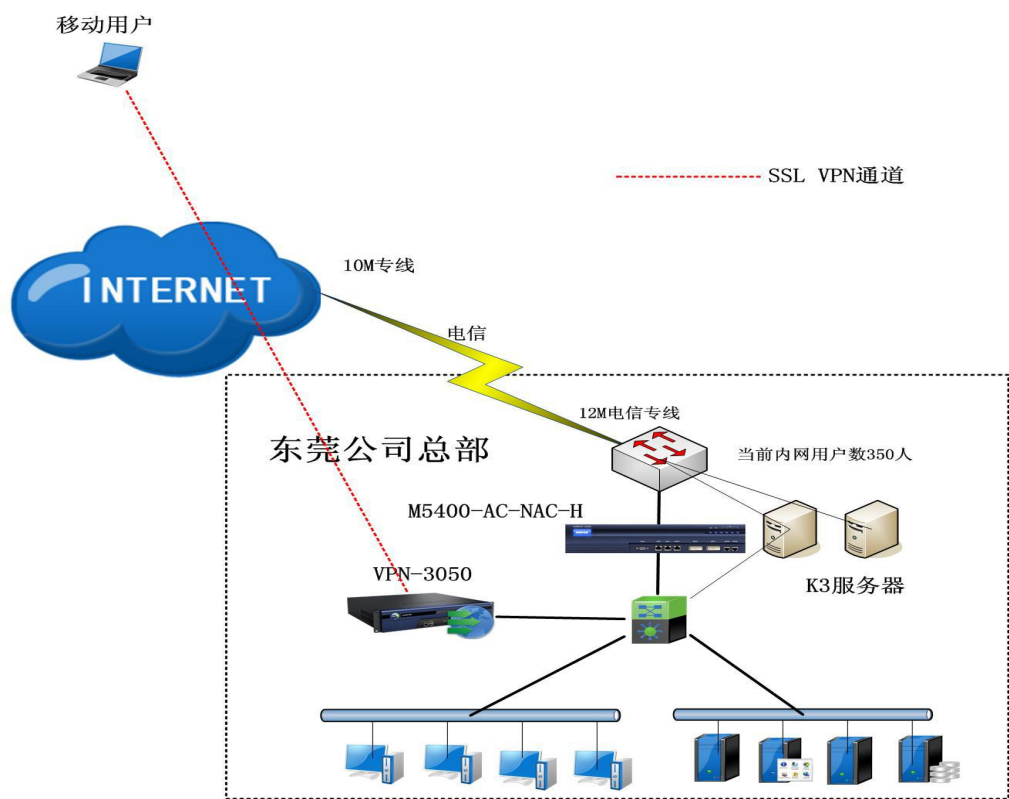 移动用户
SSL VPN通道
10M专线
INTERNET
电信
12M电信专线
东莞公司总部
当前内网用户数350人
M5400-AC-NAC-H
VPN-3050
K3服务器